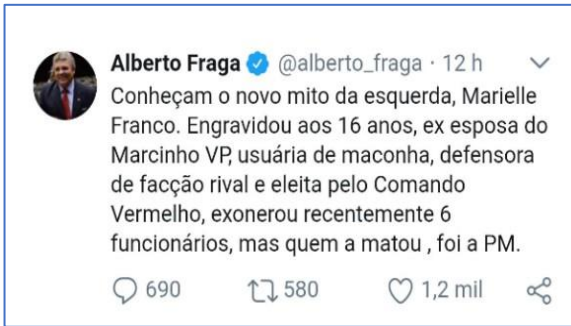 Alberto Fraga @alberto_fraga · 12 h
Conheçam o novo mito da esquerda, Marielle
Franco. Engravidou aos 16 anos, ex esposa do
Marcinho VP, usuária de maconha, defensora
de facção rival e eleita pelo Comando
Vermelho, exonerou recentemente 6
funcionários, mas quem a matou , foi a PM.
690 580 1,2 mil